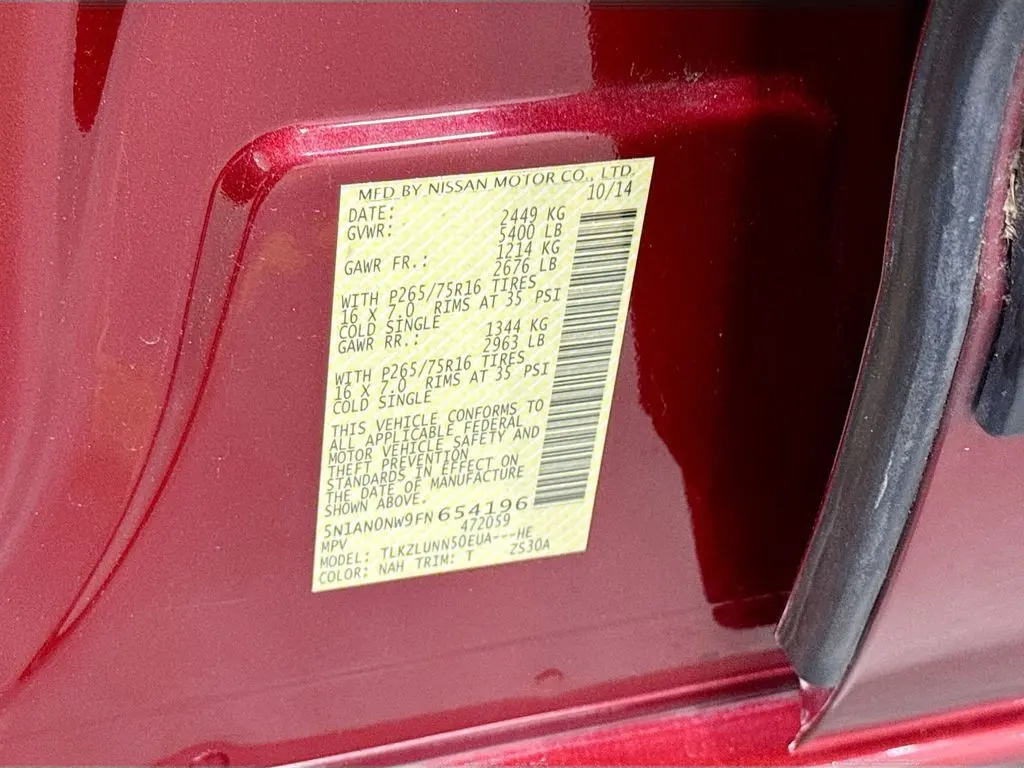 MFD BY NISSAN MOTOR CO., LTD.
DATE: 10/14
GVWR: 2449 KG
5400 LB
GAWR FR.: 1214 KG
2676 LB
WITH P265/75R16 TIRES
16 X 7.0 RIMS AT 35 PSI
COLD SINGLE
GAWR RR.: 1344 KG
2963 LB
WITH P265/75R16 TIRES
16 X 7.0 RIMS AT 35 PSI
COLD SINGLE
THIS VEHICLE CONFORMS TO
ALL APPLICABLE FEDERAL
MOTOR VEHICLE SAFETY AND
THEFT PREVENTION
STANDARDS IN EFFECT ON
THE DATE OF MANUFACTURE
SHOWN ABOVE.
5N1AN0NW9FN654196
MPV 472059
MODEL: TLKZLUNN50EUA---HE
COLOR: NAH TRIM: T ZS30A